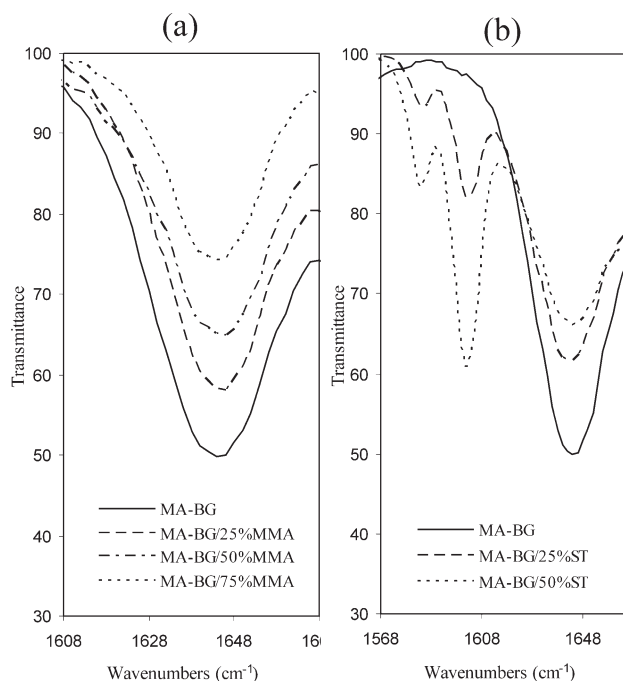 (a)
100
90
80
70
60
50
40
30
Transmittance
MA-BG
MA-BG/25%MMA
MA-BG/50%MMA
MA-BG/75%MMA
1608 1628 1648
Wavenumbers (cm⁻¹)
(b)
100
90
80
70
60
50
40
30
Transmittance
MA-BG
MA-BG/25%ST
MA-BG/50%ST
1568 1608 1648
Wavenumbers (cm⁻¹)